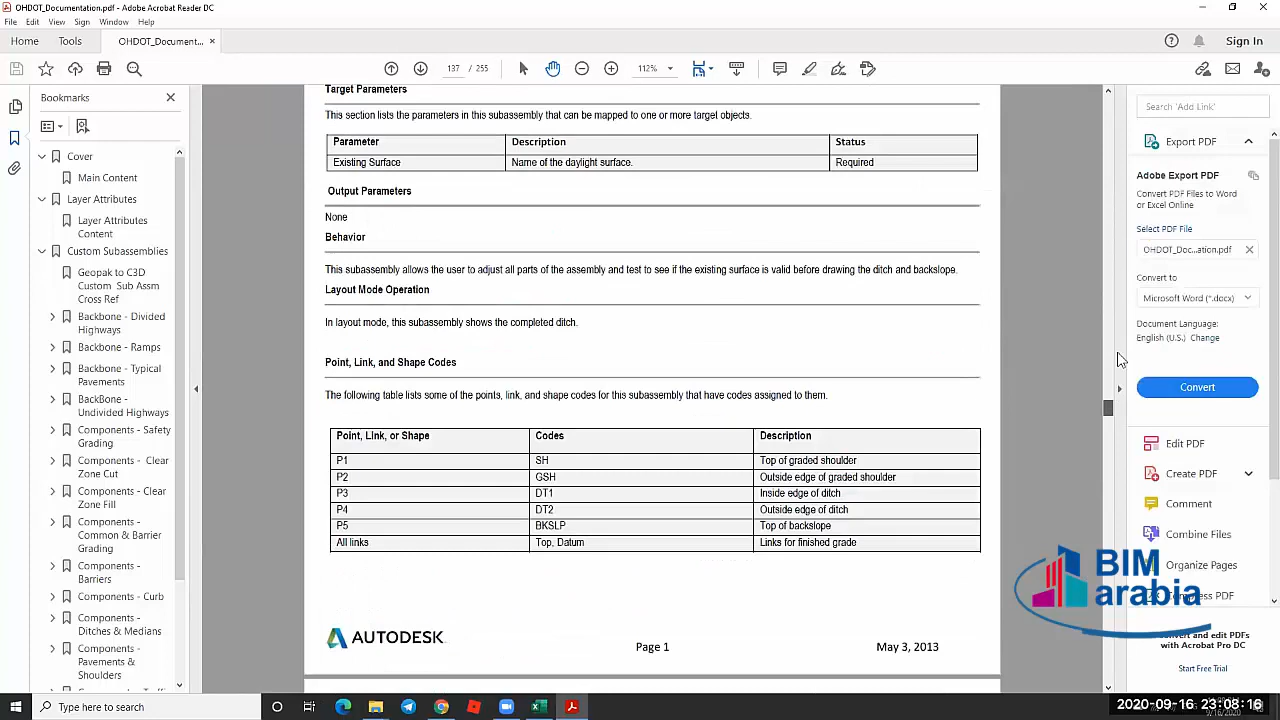 OHDOT_Documentation.pdf - Adobe Acrobat Reader DC
File Edit View Sign Window Help
Home Tools OHDOT_Document... ×
Sign In
137 / 255 112%
Bookmarks
Cover
Main Content
Layer Attributes
Layer Attributes
Content
Custom Subassemblies
Geopak to C3D
Custom Sub Assm
Cross Ref
Backbone - Divided
Highways
Backbone - Ramps
Backbone - Typical
Pavements
BackBone -
Undivided Highways
Components - Safety
Grading
Components - Clear
Zone Cut
Components - Clear
Zone Fill
Components -
Common & Barrier
Grading
Components -
Barriers
Components - Curb
Components -
Ditches & Medians
Components -
Pavements &
Shoulders
Target Parameters
This section lists the parameters in this subassembly that can be mapped to one or more target objects.
Parameter Description Status
Existing Surface Name of the daylight surface. Required
Output Parameters
None
Behavior
This subassembly allows the user to adjust all parts of the assembly and test to see if the existing surface is valid before drawing the ditch and backslope.
Layout Mode Operation
In layout mode, this subassembly shows the completed ditch.
Point, Link, and Shape Codes
The following table lists some of the points, link, and shape codes for this subassembly that have codes assigned to them.
Point, Link, or Shape Codes Description
P1 SH Top of graded shoulder
P2 GSH Outside edge of graded shoulder
P3 DT1 Inside edge of ditch
P4 DT2 Outside edge of ditch
P5 BKSLP Top of backslope
All links Top, Datum Links for finished grade
AUTODESK Page 1 May 3, 2013
Search 'Add Link'
Export PDF
Adobe Export PDF
Convert PDF Files to Word
or Excel Online
Select PDF File
OHDOT_Doc...ation.pdf
Convert to
Microsoft Word (*.docx)
Document Language:
English (U.S.) Change
Convert
Edit PDF
Create PDF
Comment
Combine Files
Organize Pages
PDF
BIM
arabia
Convert and edit PDFs
with Acrobat Pro DC
Start Free Trial
Type here to search
2020-09-16 23:08:16